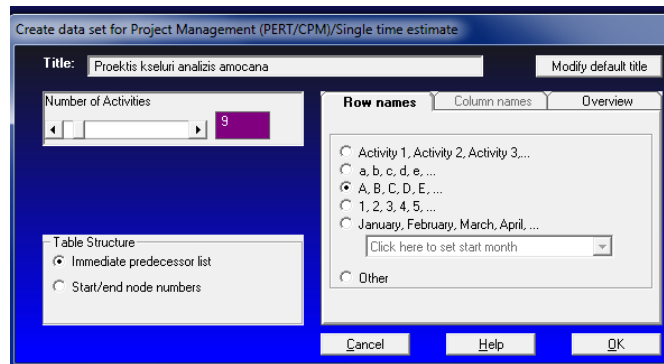 Create data set for Project Management (PERT/CPM)/Single time estimate
Title: Proektis kseluri analizis amocana
Modify default title
Number of Activities
9
Row names Column names Overview
Activity 1, Activity 2, Activity 3,...
a, b, c, d, e, ...
A, B, C, D, E, ...
1, 2, 3, 4, 5, ...
January, February, March, April, ...
Click here to set start month
Other
Table Structure
Immediate predecessor list
Start/end node numbers
Cancel Help OK